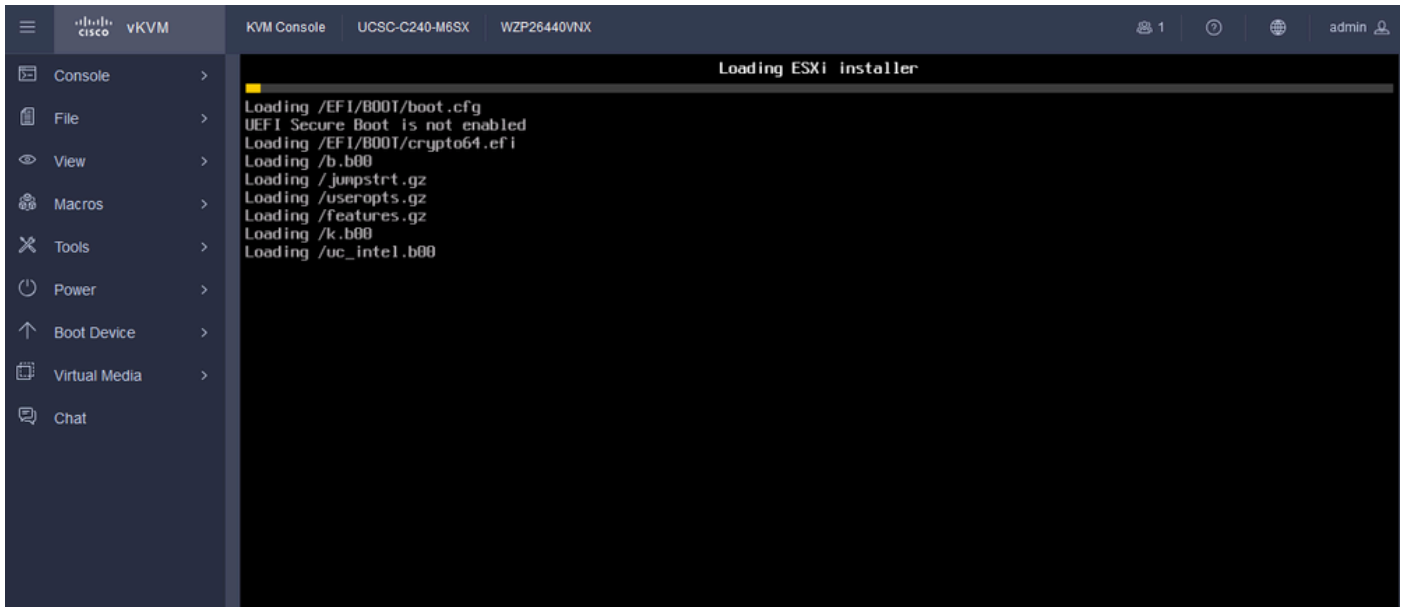 cisco vKVM KVM Console UCSC-C240-M6SX WZP26440VNX 1 admin
Console
File
View
Macros
Tools
Power
Boot Device
Virtual Media
Chat
Loading ESXi installer
Loading /EFI/BOOT/boot.cfg
UEFI Secure Boot is not enabled
Loading /EFI/BOOT/crypto64.efi
Loading /b.b00
Loading /jumpstrt.gz
Loading /useropts.gz
Loading /features.gz
Loading /k.b00
Loading /uc_intel.b00